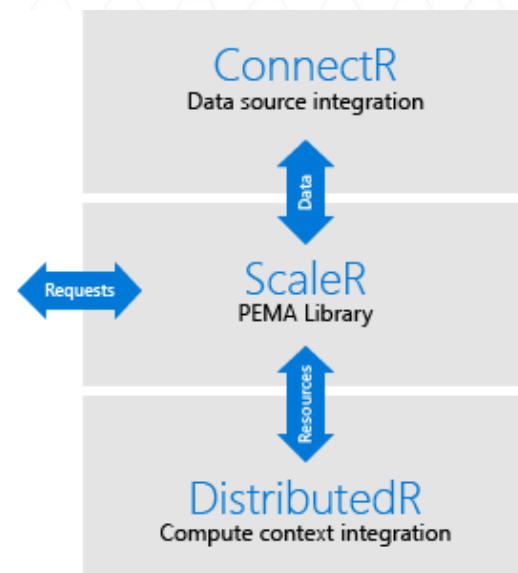 ConnectR
Data source integration
Data
Requests
ScaleR
PEMA Library
Resources
DistributedR
Compute context integration